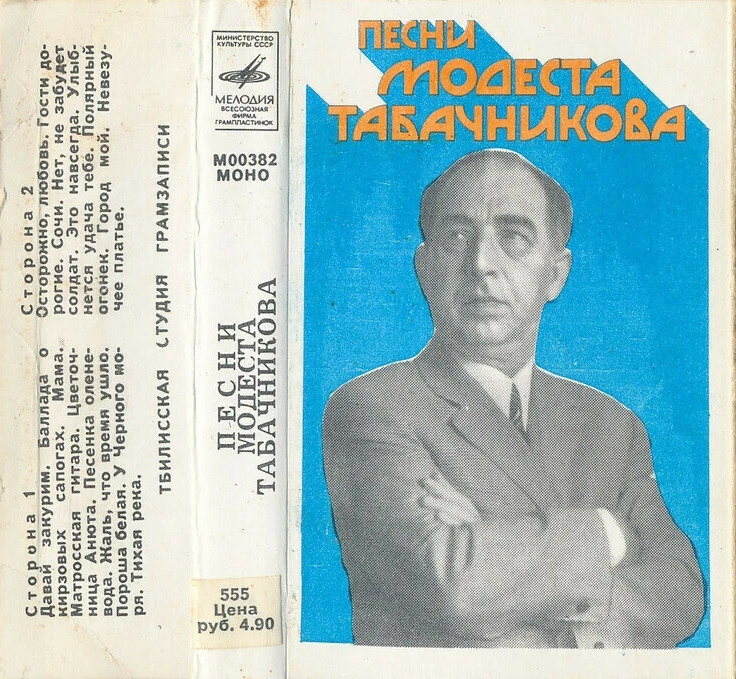 Сторона 1
Давай закурим. Баллада о
кирзовых сапогах. Мама.
Матросская гитара. Цветоч-
ница Анюта. Песенка олене-
вода. Жаль, что время ушло.
Пороша белая. У Черного мо-
ря. Тихая река.
Сторона 2
Осторожно, любовь. Гости до-
рогие. Сочи. Нет, не забудет
солдат. Это навсегда. Улыб-
нется удача тебе. Полярный
огонек. Город мой. Невезу-
чее платье.
ТБИЛИССКАЯ СТУДИЯ ГРАМЗАПИСИ
МИНИСТЕРСТВО
КУЛЬТУРЫ СССР
МЕЛОДИЯ
ВСЕСОЮЗНАЯ
ФИРМА
ГРАМПЛАСТИНОК
М00382
МОНО
ПЕСНИ
МОДЕСТА
ТАБАЧНИКОВА
555
Цена
руб. 4.90
ПЕСНИ
МОДЕСТА
ТАБАЧНИКОВА